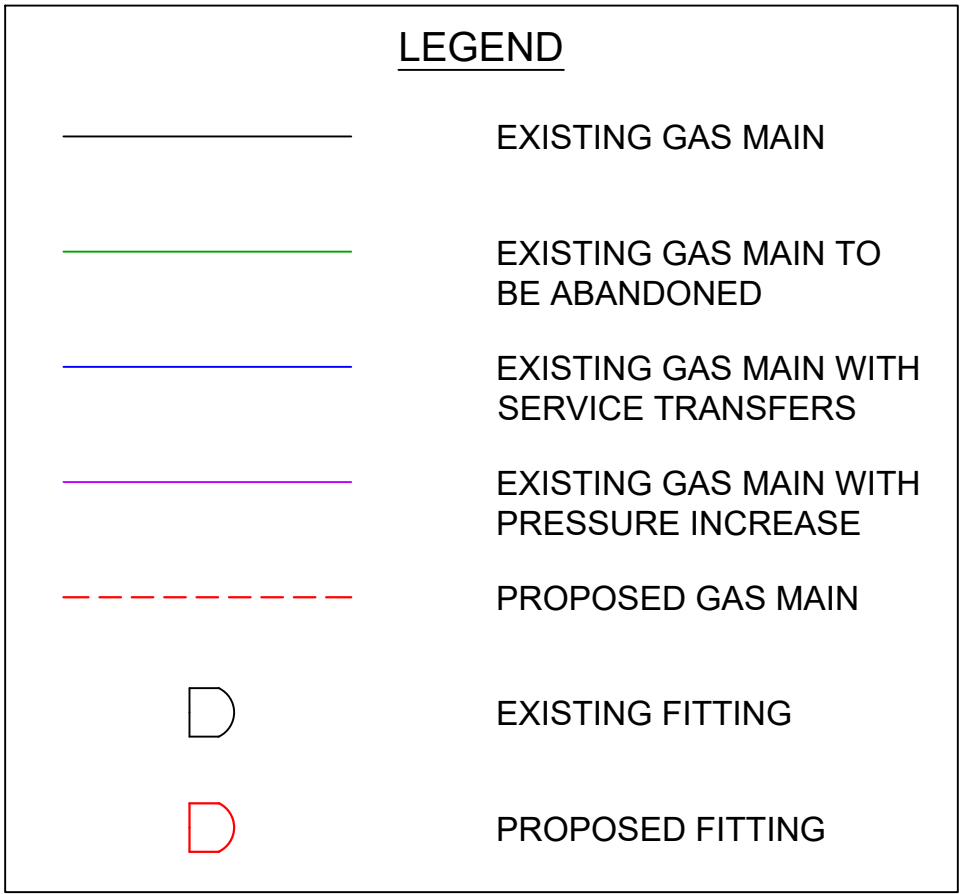 LEGEND
EXISTING GAS MAIN
EXISTING GAS MAIN TO
BE ABANDONED
EXISTING GAS MAIN WITH
SERVICE TRANSFERS
EXISTING GAS MAIN WITH
PRESSURE INCREASE
PROPOSED GAS MAIN
EXISTING FITTING
PROPOSED FITTING